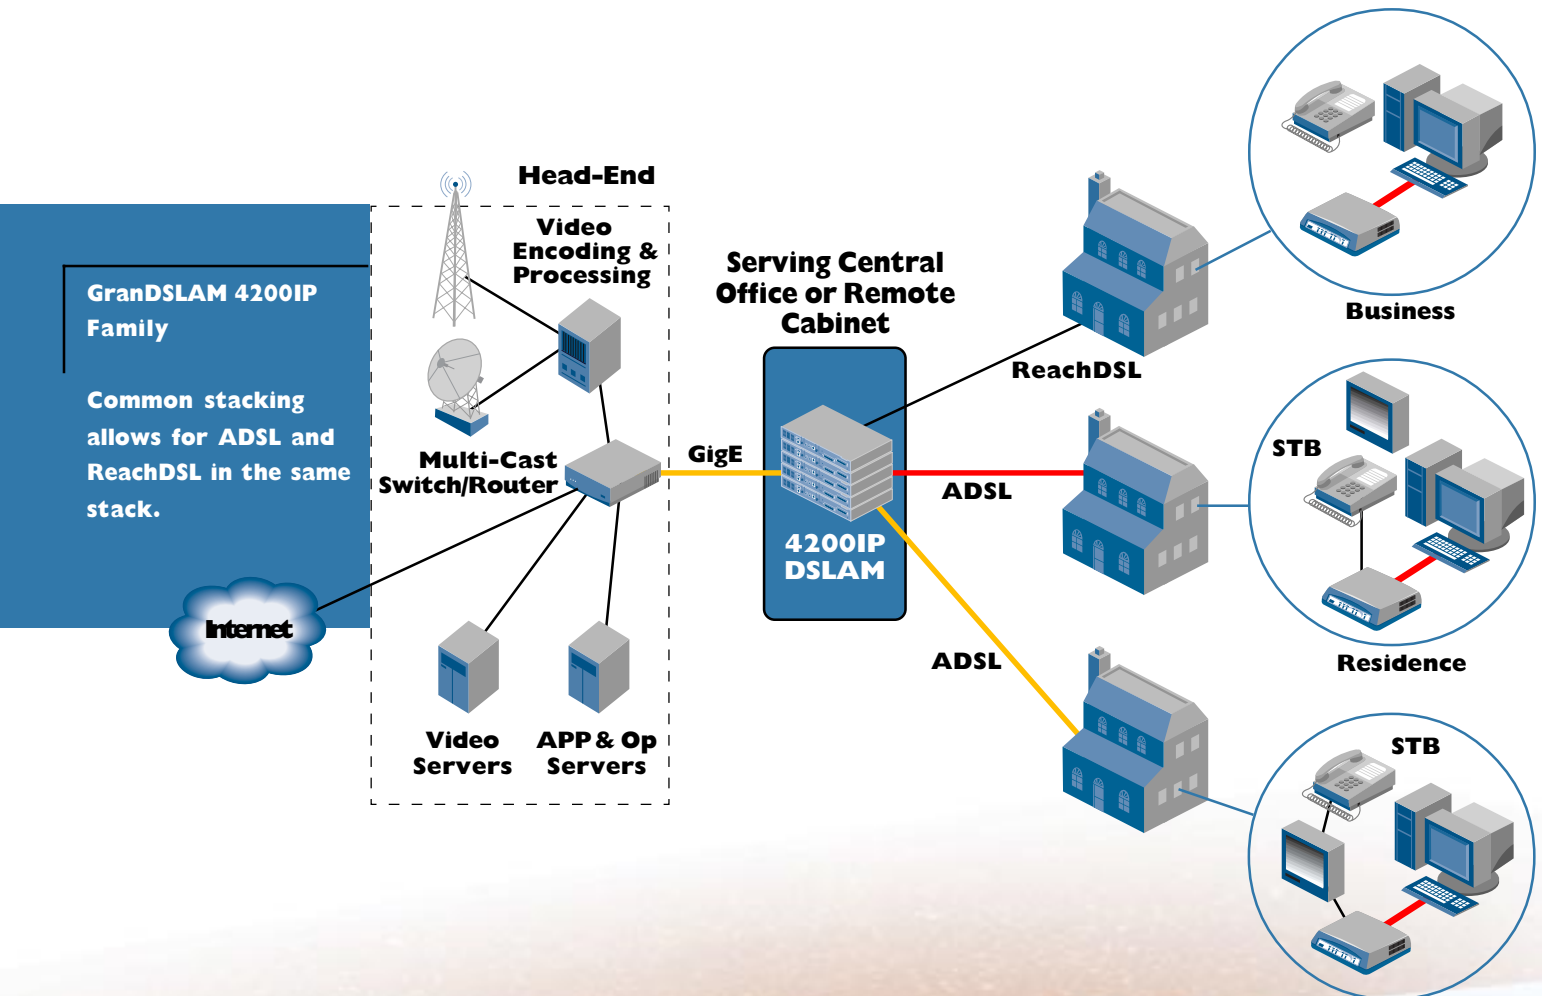 GranDSLAM 4200IP
Family
Common stacking
allows for ADSL and
ReachDSL in the same
stack.
Internet
Head-End
Video
Encoding &
Processing
Multi-Cast
Switch/Router
Video
Servers
APP & Op
Servers
GigE
Serving Central
Office or Remote
Cabinet
4200IP
DSLAM
ReachDSL
ADSL
ADSL
Business
STB
Residence
STB